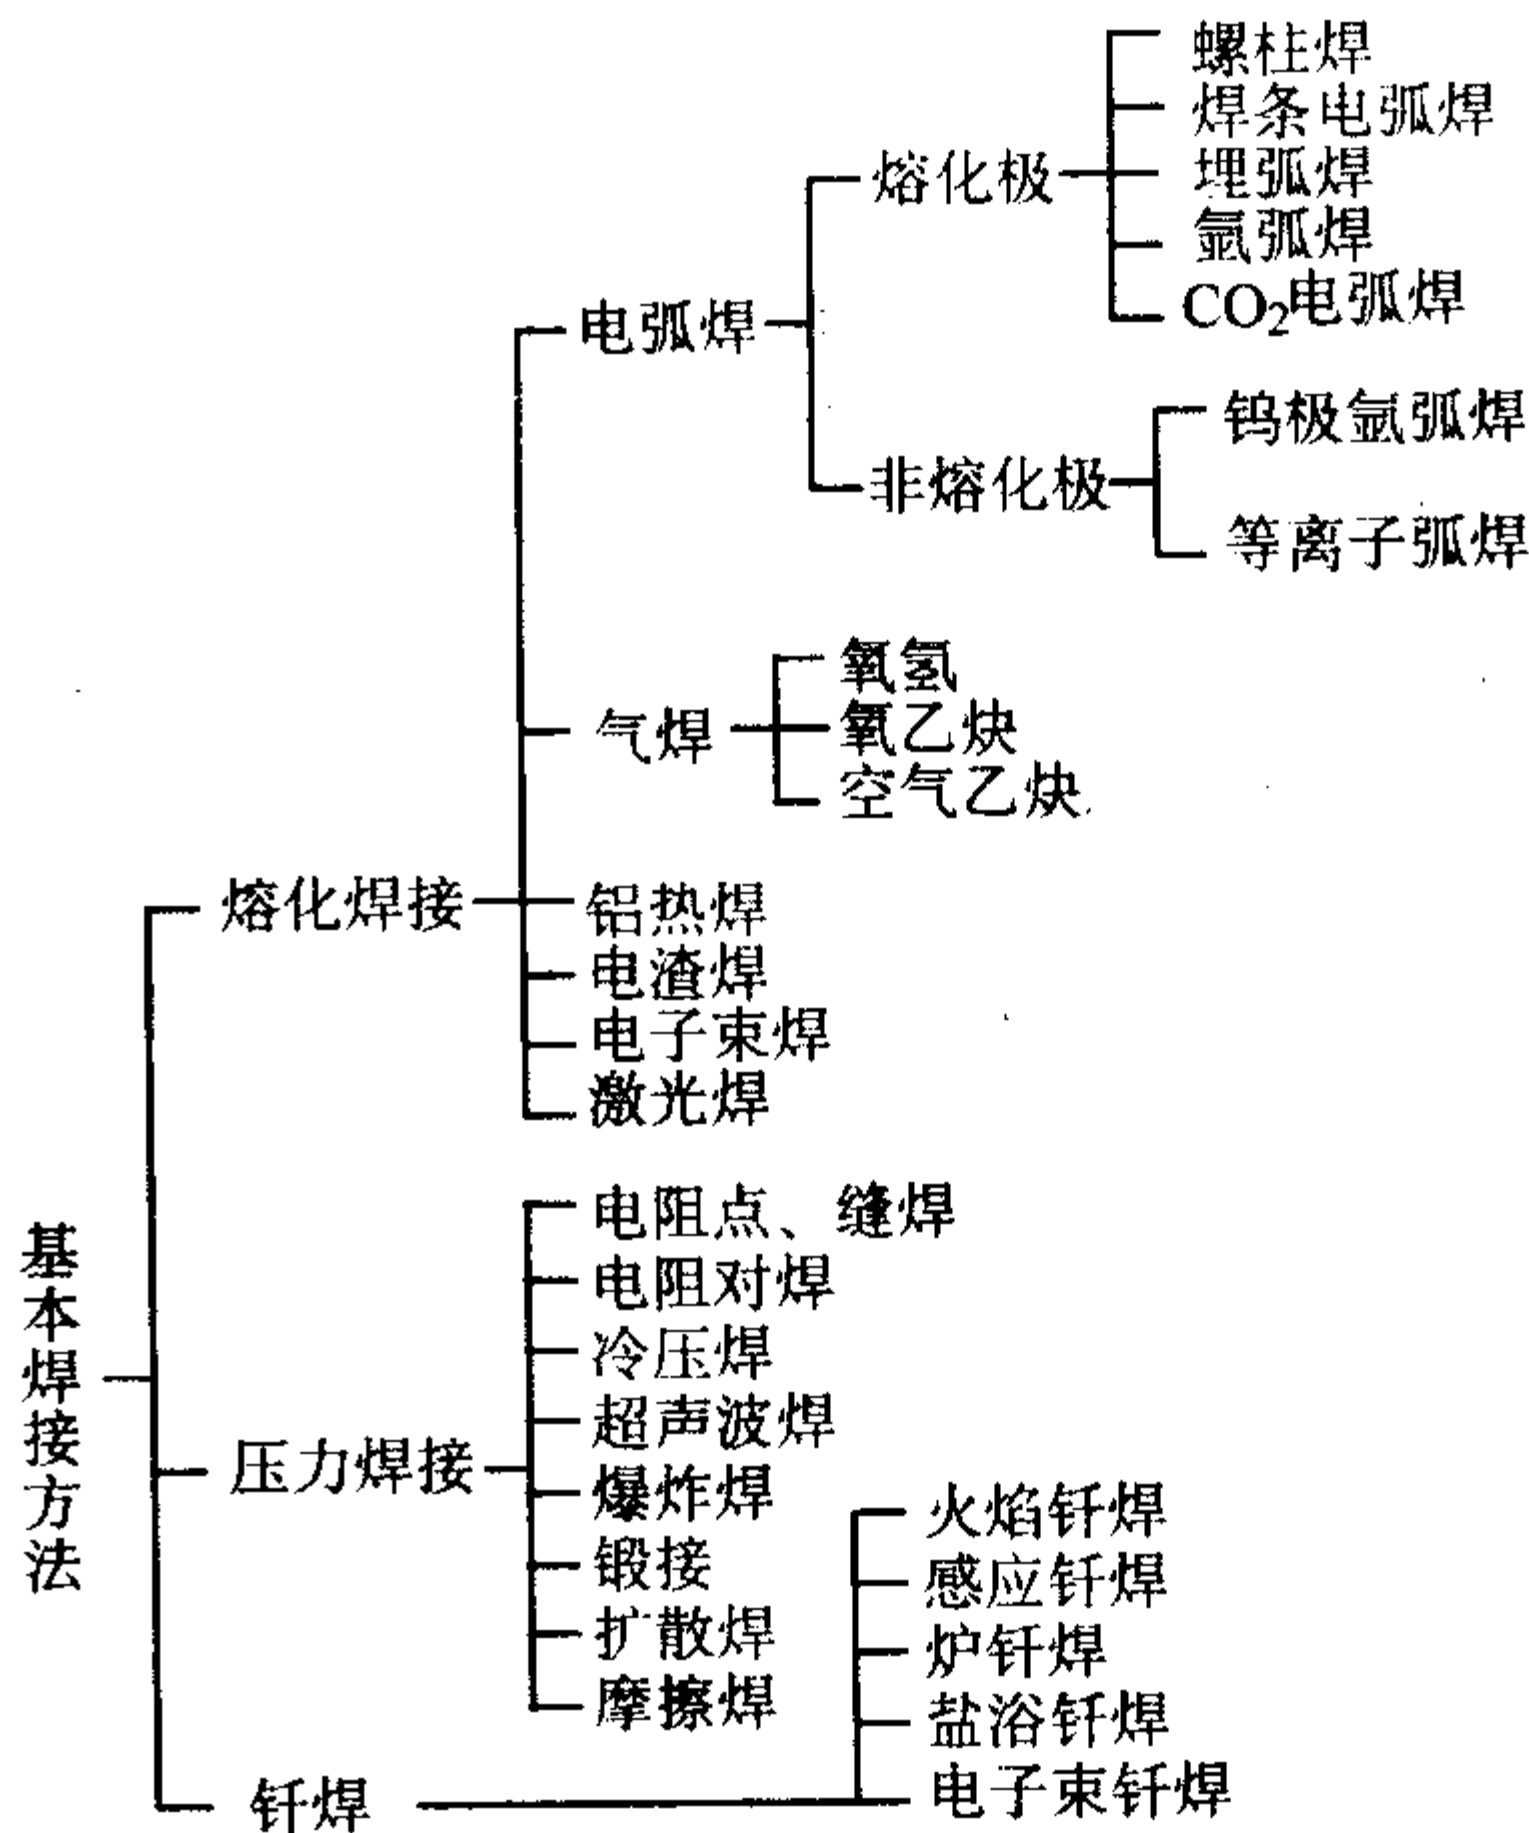 基本焊接方法
熔化焊接
电弧焊
熔化极
螺柱焊
焊条电弧焊
埋弧焊
氩弧焊
CO₂电弧焊
非熔化极
钨极氩弧焊
等离子弧焊
气焊
氧氢
氧乙炔
空气乙炔
铝热焊
电渣焊
电子束焊
激光焊
压力焊接
电阻点、缝焊
电阻对焊
冷压焊
超声波焊
爆炸焊
锻接
扩散焊
摩擦焊
钎焊
火焰钎焊
感应钎焊
炉钎焊
盐浴钎焊
电子束钎焊